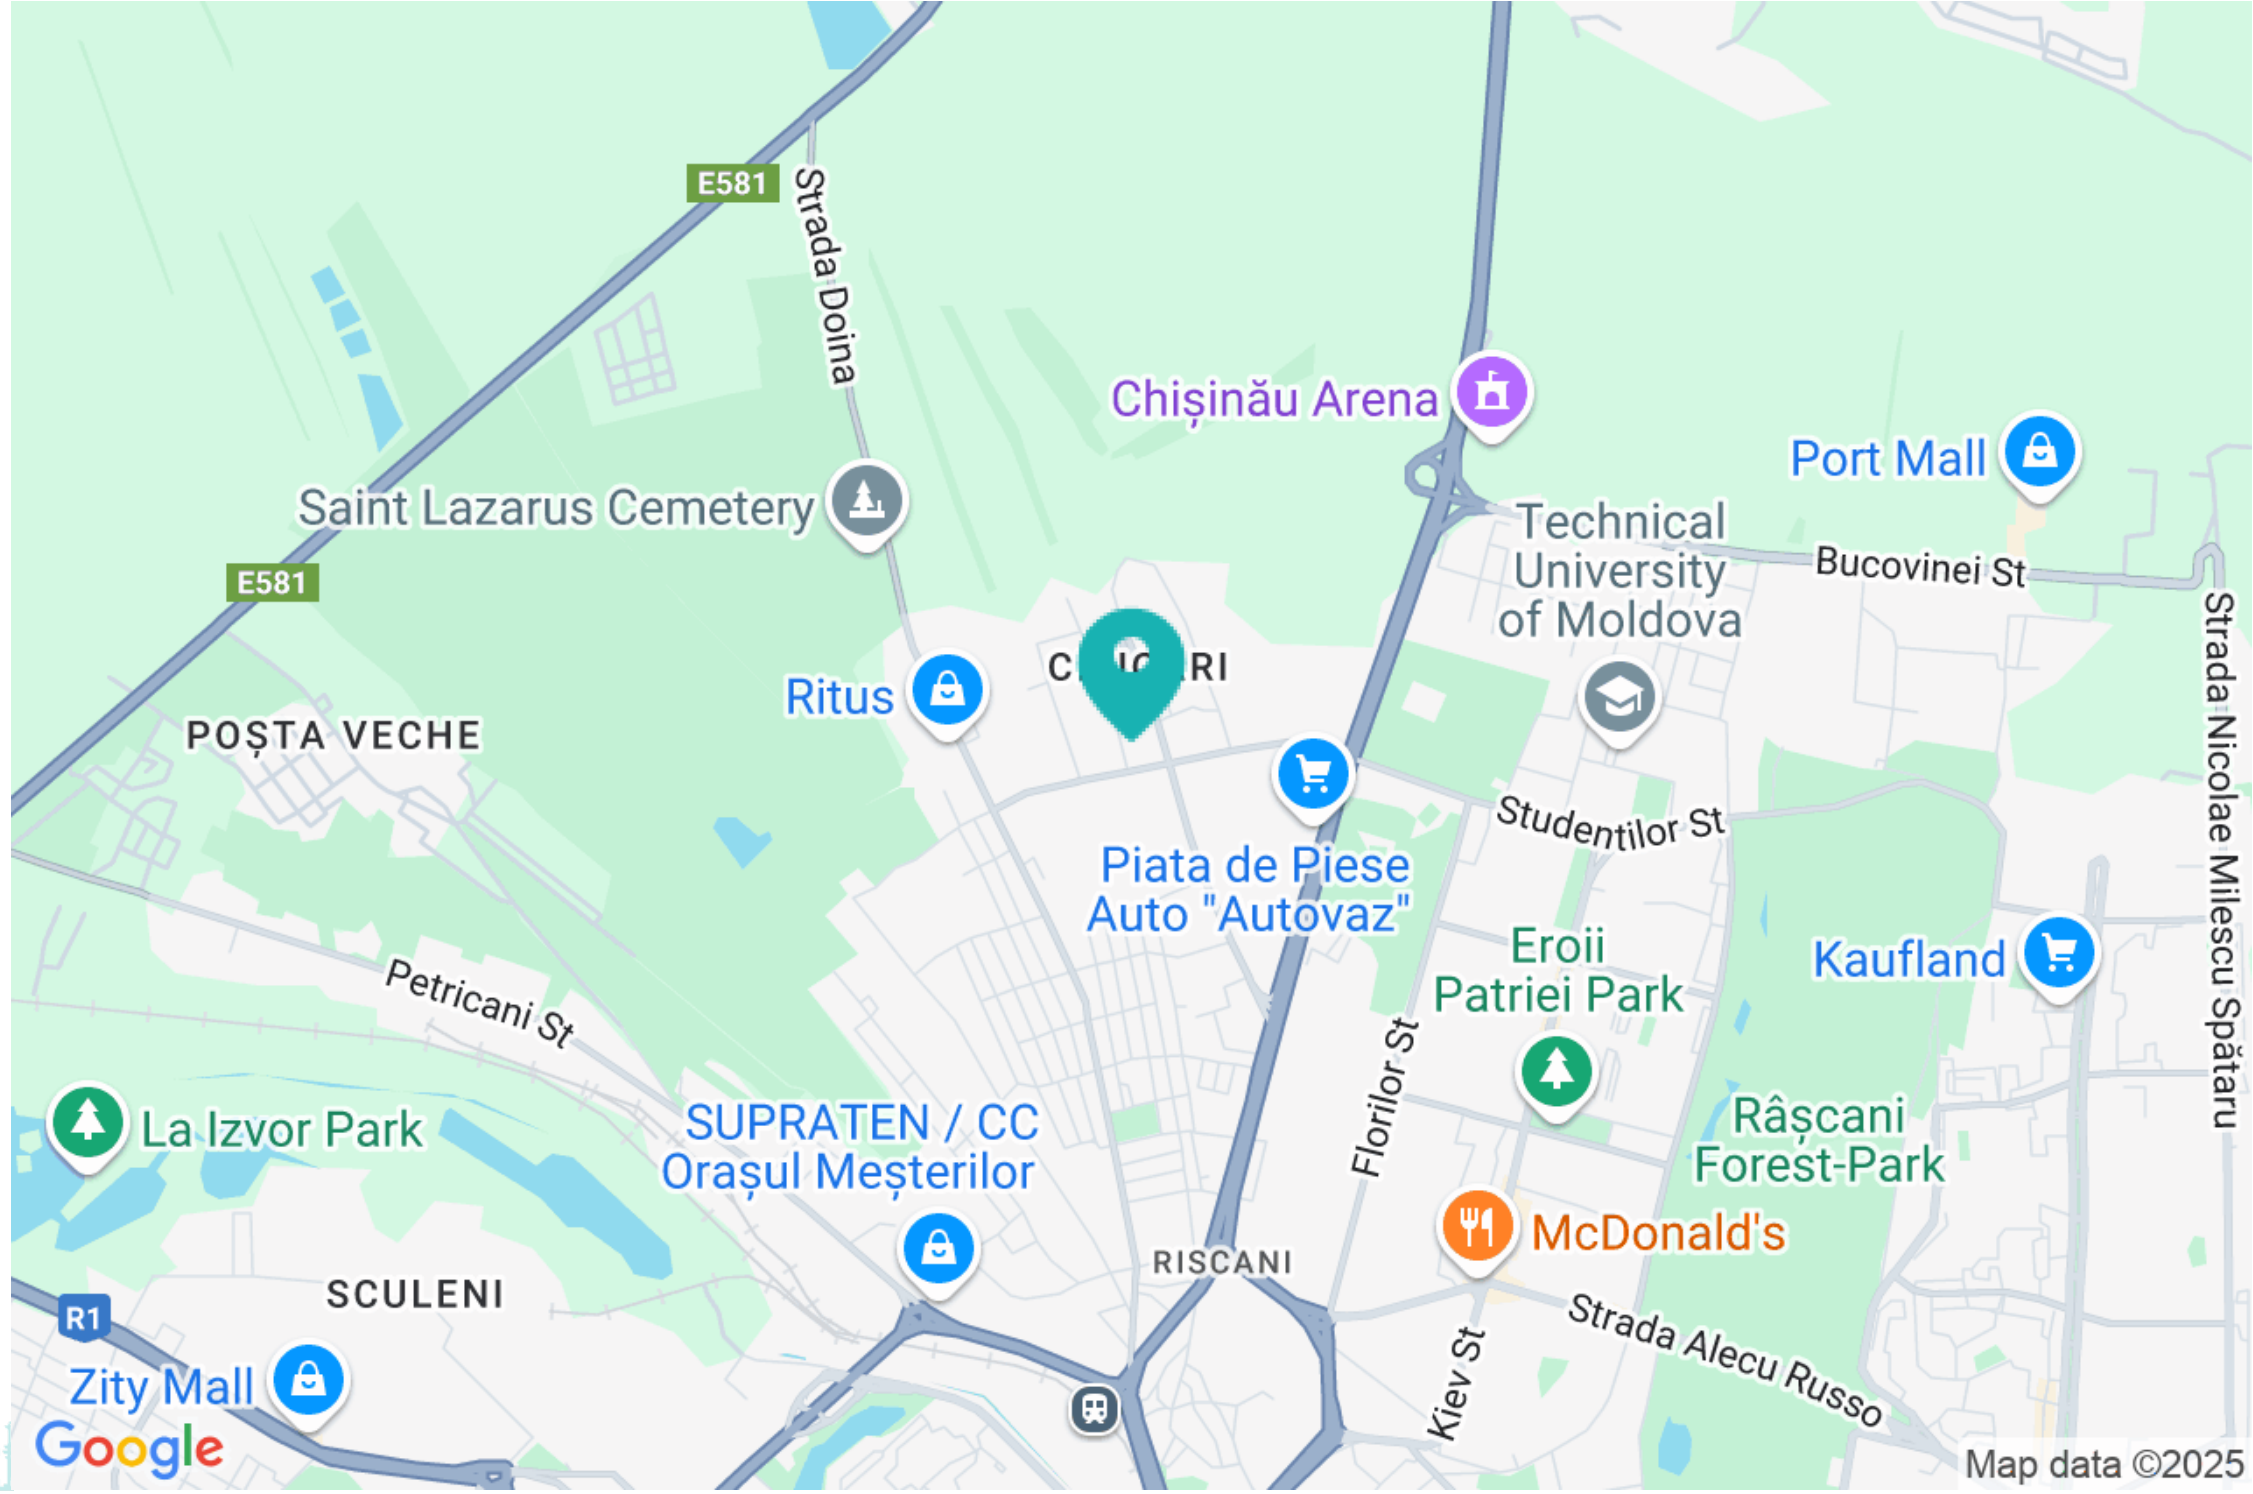 E581
Strada Doina
Chișinău Arena
Port Mall
Saint Lazarus Cemetery
Technical
University
of Moldova
Bucovinei St
E581
Strada Nicolae Milescu Spătaru
Ritus
POȘTA VECHE
Studentilor St
Piata de Piese
Auto "Autovaz"
Eroii
Patriei Park
Kaufland
Petricani St
Florilor St
La Izvor Park
SUPRATEN / CC
Orașul Meșterilor
Râșcani
Forest-Park
McDonald's
RISCANI
SCULENI
R1
Strada Alecu Russo
Kiev St
Zity Mall
Google
Map data ©2025